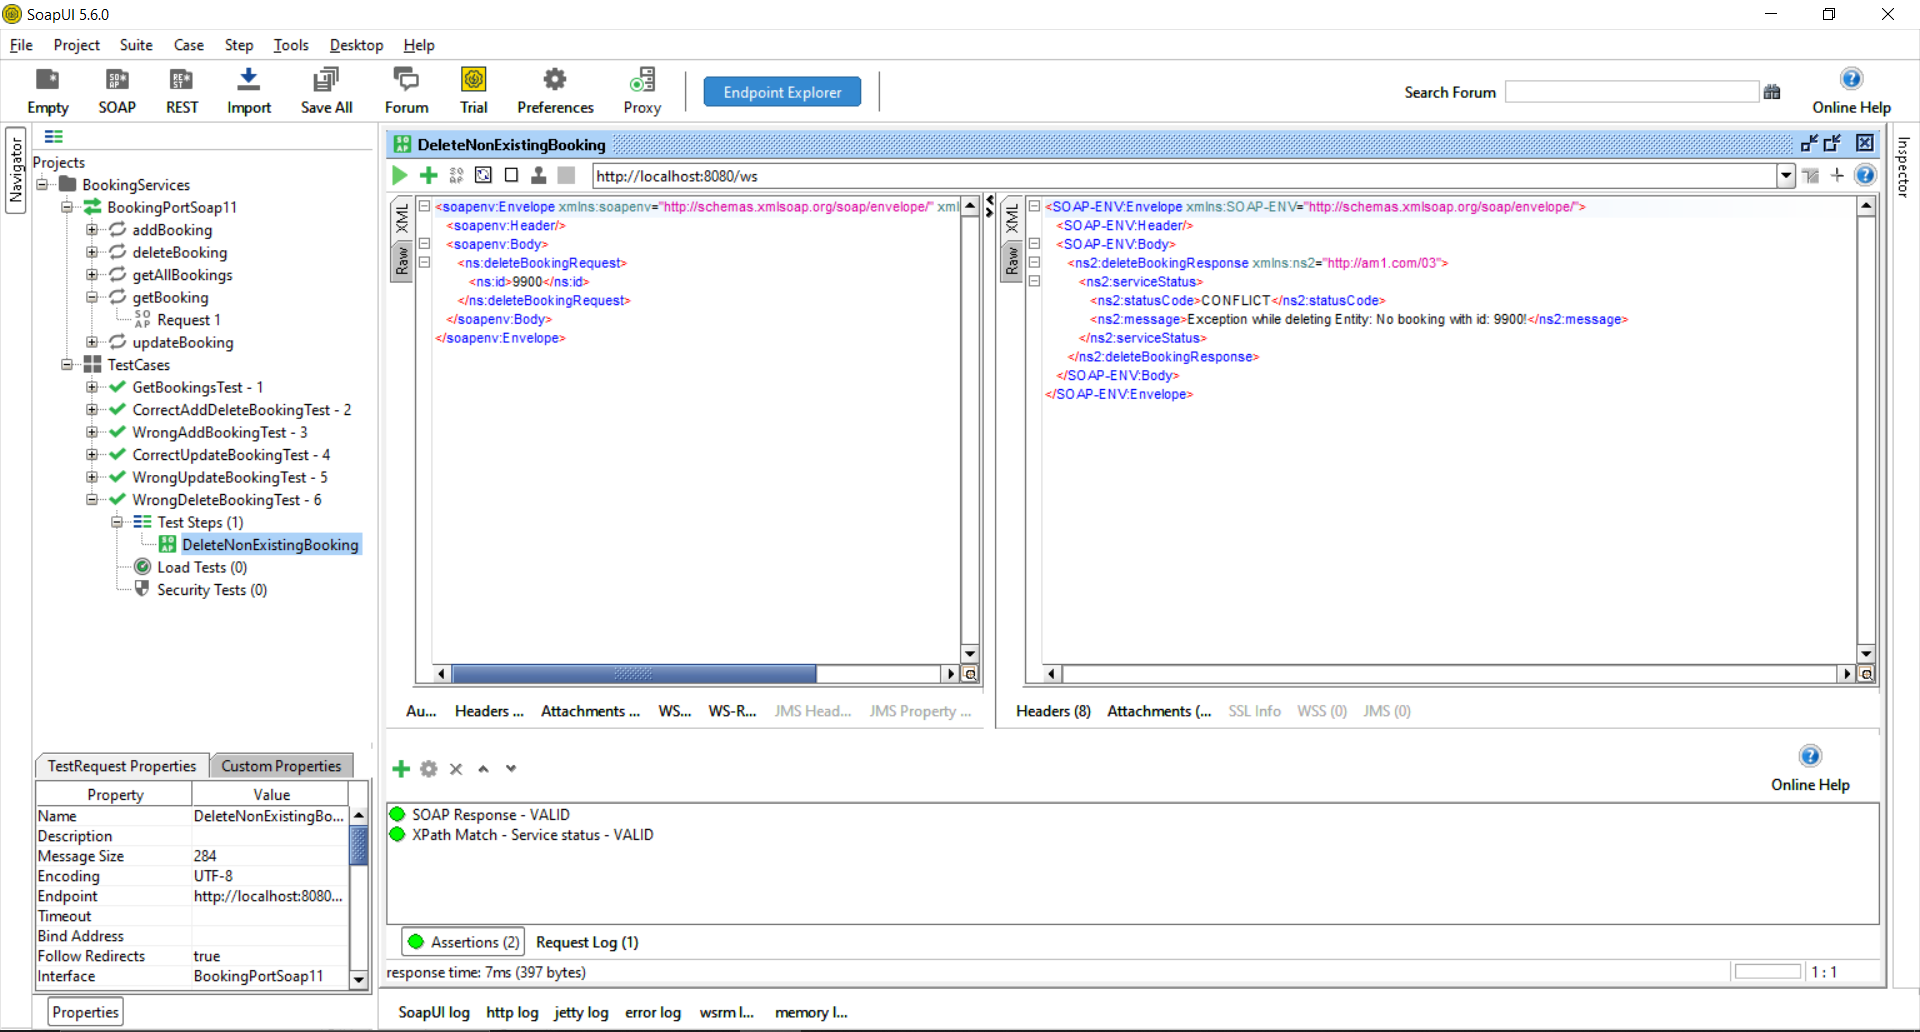 SoapUI 5.6.0
File Project Suite Case Step Tools Desktop Help
Empty SOAP REST Import Save All Forum Trial Preferences Proxy Endpoint Explorer Search Forum Online Help
Navigator
Projects
BookingServices
BookingPortSoap11
addBooking
deleteBooking
getAllBookings
getBooking
Request 1
updateBooking
TestCases
GetBookingsTest - 1
CorrectAddDeleteBookingTest - 2
WrongAddBookingTest - 3
CorrectUpdateBookingTest - 4
WrongUpdateBookingTest - 5
WrongDeleteBookingTest - 6
Test Steps (1)
DeleteNonExistingBooking
Load Tests (0)
Security Tests (0)
TestRequest Properties Custom Properties
Property Value
Name DeleteNonExistingBo...
Description
Message Size 284
Encoding UTF-8
Endpoint http://localhost:8080...
Timeout
Bind Address
Follow Redirects true
Interface BookingPortSoap11
Properties
DeleteNonExistingBooking
http://localhost:8080/ws
XML
Raw
<soapenv:Envelope xmlns:soapenv="http://schemas.xmlsoap.org/soap/envelope/" xml
<soapenv:Header/>
<soapenv:Body>
<ns:deleteBookingRequest>
<ns:id>9900</ns:id>
</ns:deleteBookingRequest>
</soapenv:Body>
</soapenv:Envelope>
Au... Headers ... Attachments ... WS... WS-R... JMS Head... JMS Property ...
XML
Raw
<SOAP-ENV:Envelope xmlns:SOAP-ENV="http://schemas.xmlsoap.org/soap/envelope/">
<SOAP-ENV:Header/>
<SOAP-ENV:Body>
<ns2:deleteBookingResponse xmlns:ns2="http://am1.com/03">
<ns2:serviceStatus>
<ns2:statusCode>CONFLICT</ns2:statusCode>
<ns2:message>Exception while deleting Entity: No booking with id: 9900!</ns2:message>
</ns2:serviceStatus>
</ns2:deleteBookingResponse>
</SOAP-ENV:Body>
</SOAP-ENV:Envelope>
Headers (8) Attachments (... SSL Info WSS (0) JMS (0)
Online Help
SOAP Response - VALID
XPath Match - Service status - VALID
Assertions (2) Request Log (1)
response time: 7ms (397 bytes) 1 : 1
SoapUI log http log jetty log error log wsrm l... memory l...
Inspector